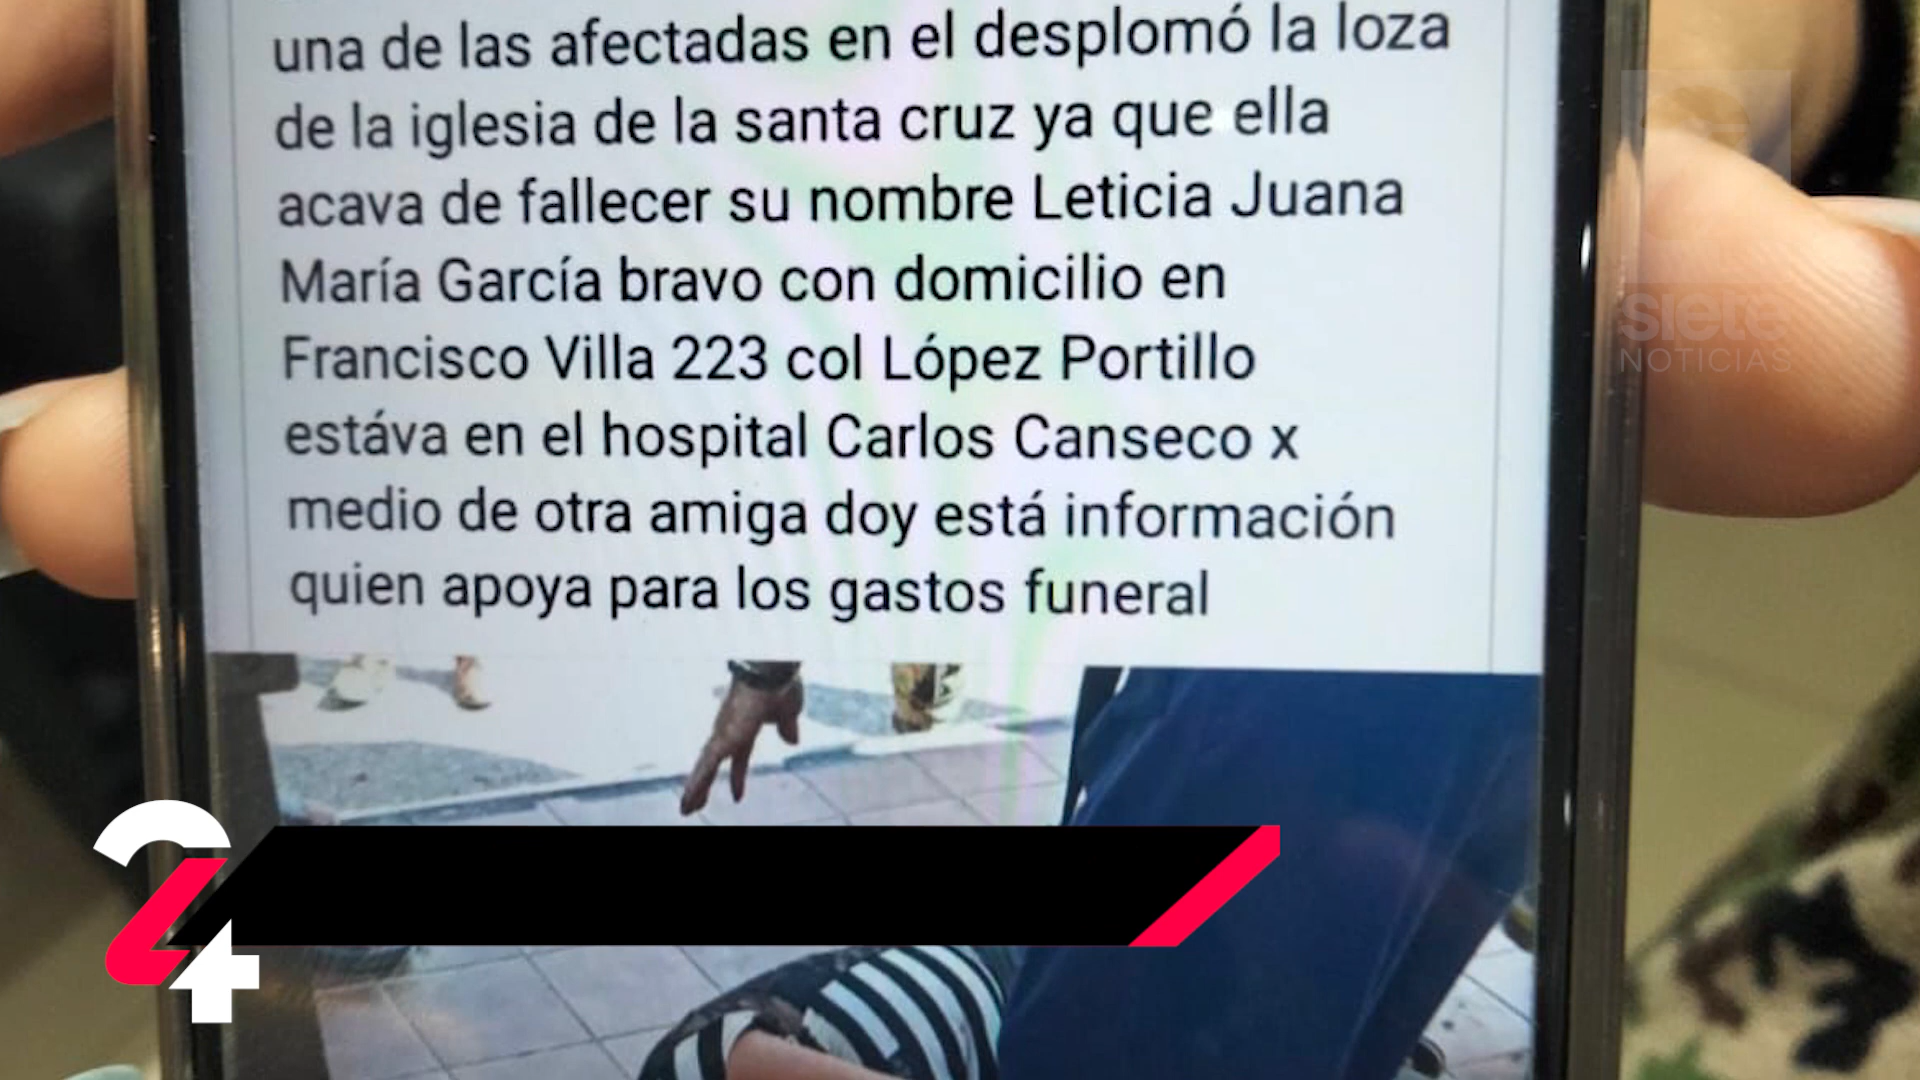 una de las afectadas en el desplomó la loza
de la iglesia de la santa cruz ya que ella
acava de fallecer su nombre Leticia Juana
María García bravo con domicilio en
Francisco Villa 223 col López Portillo
estáva en el hospital Carlos Canseco x
medio de otra amiga doy está información
quien apoya para los gastos funeral
siete
NOTICIAS
24